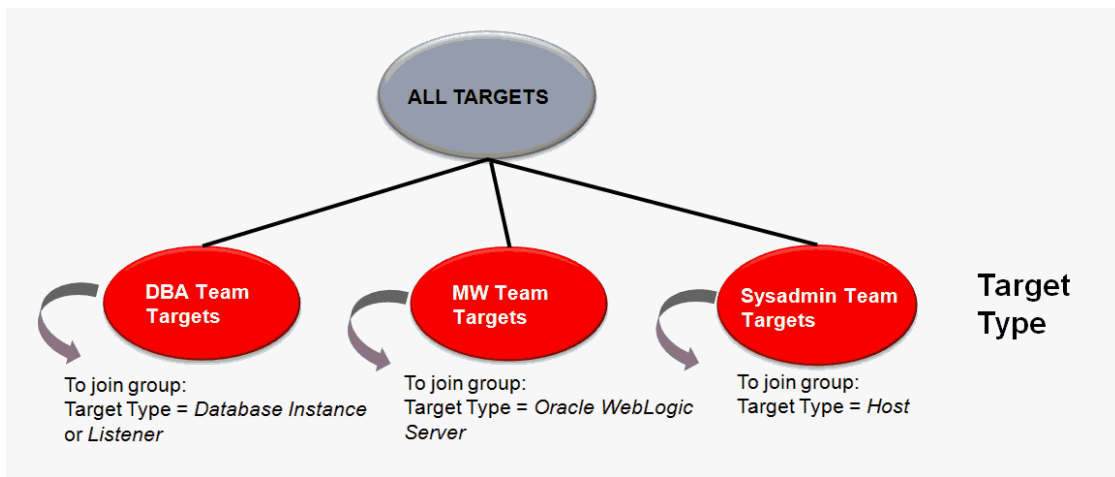 ALL TARGETS
DBA Team
Targets
MW Team
Targets
Sysadmin Team
Targets
Target
Type
To join group:
Target Type = Database Instance
or Listener
To join group:
Target Type = Oracle WebLogic
Server
To join group:
Target Type = Host